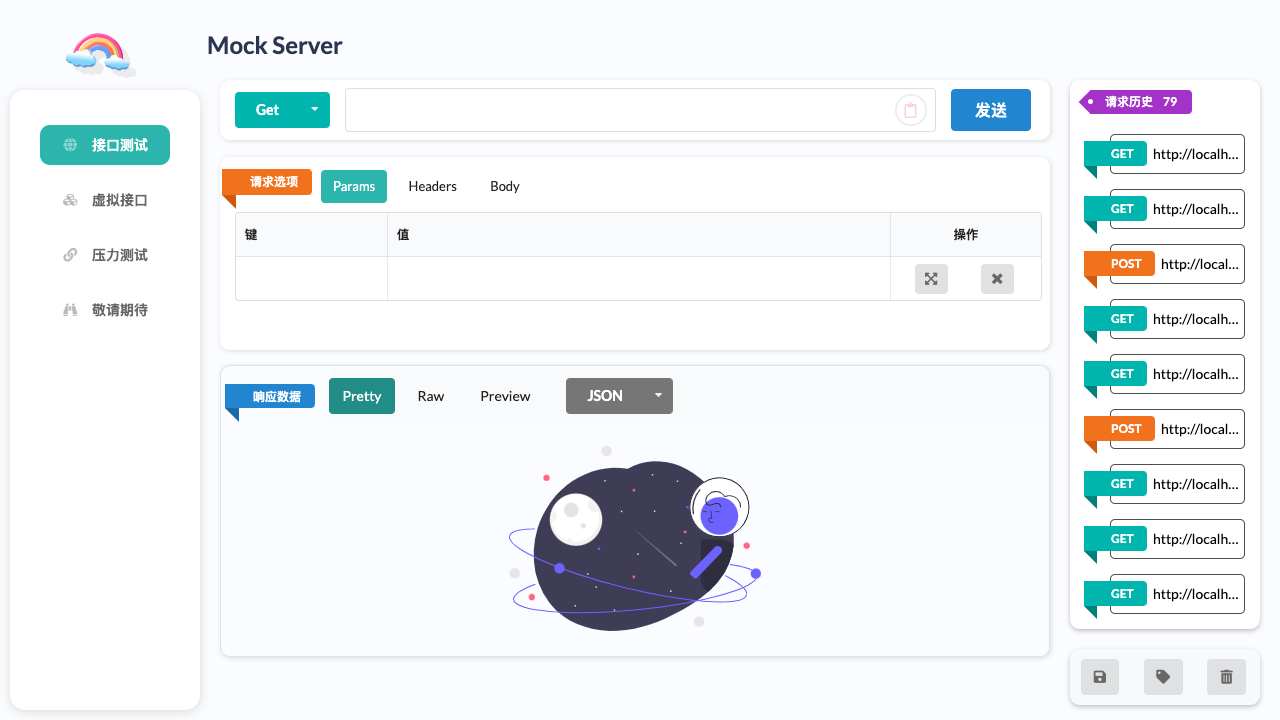 Mock Server
接口测试
虚拟接口
压力测试
敬请期待
Get
发送
请求选项
Params
Headers
Body
键
值
操作
响应数据
Pretty
Raw
Preview
JSON
请求历史 79
GET http://localh...
GET http://localh...
POST http://local...
GET http://localh...
GET http://localh...
POST http://local...
GET http://localh...
GET http://localh...
GET http://localh...